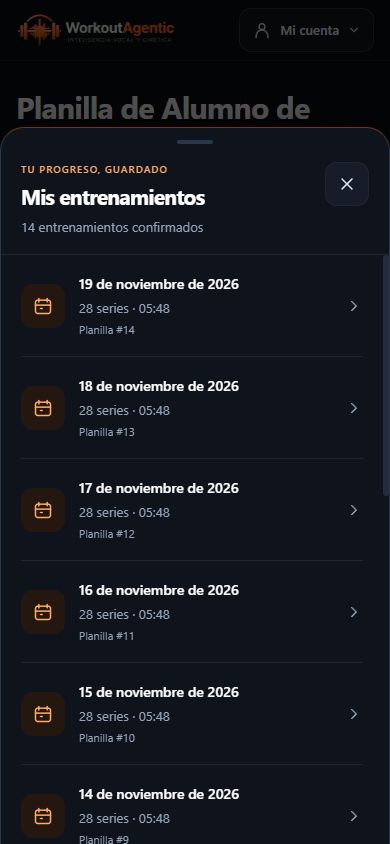 WorkoutAgentic
INTELIGENCIA VOCAL Y CINÉTICA
Mi cuenta
Planilla de Alumno de
TU PROGRESO, GUARDADO
Mis entrenamientos
14 entrenamientos confirmados
19 de noviembre de 2026
28 series · 05:48
Planilla #14
18 de noviembre de 2026
28 series · 05:48
Planilla #13
17 de noviembre de 2026
28 series · 05:48
Planilla #12
16 de noviembre de 2026
28 series · 05:48
Planilla #11
15 de noviembre de 2026
28 series · 05:48
Planilla #10
14 de noviembre de 2026
28 series · 05:48
Planilla #9